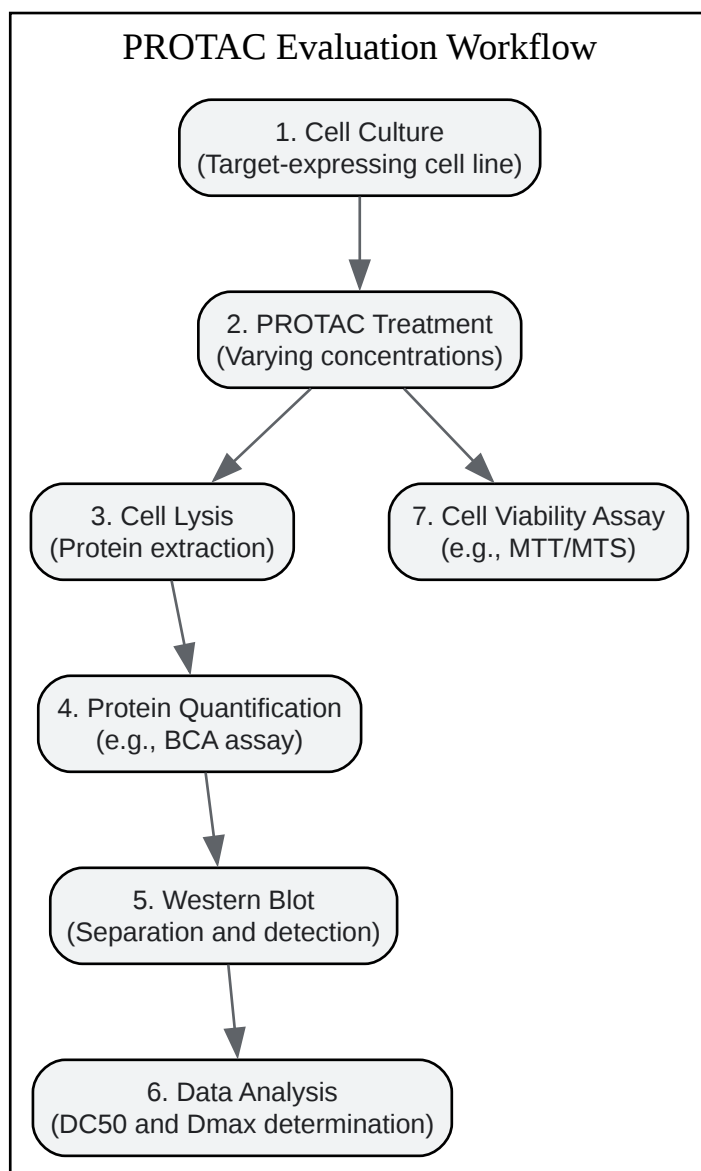 PROTAC Evaluation Workflow
1. Cell Culture
(Target-expressing cell line)
2. PROTAC Treatment
(Varying concentrations)
3. Cell Lysis
(Protein extraction)
7. Cell Viability Assay
(e.g., MTT/MTS)
4. Protein Quantification
(e.g., BCA assay)
5. Western Blot
(Separation and detection)
6. Data Analysis
(DC50 and Dmax determination)